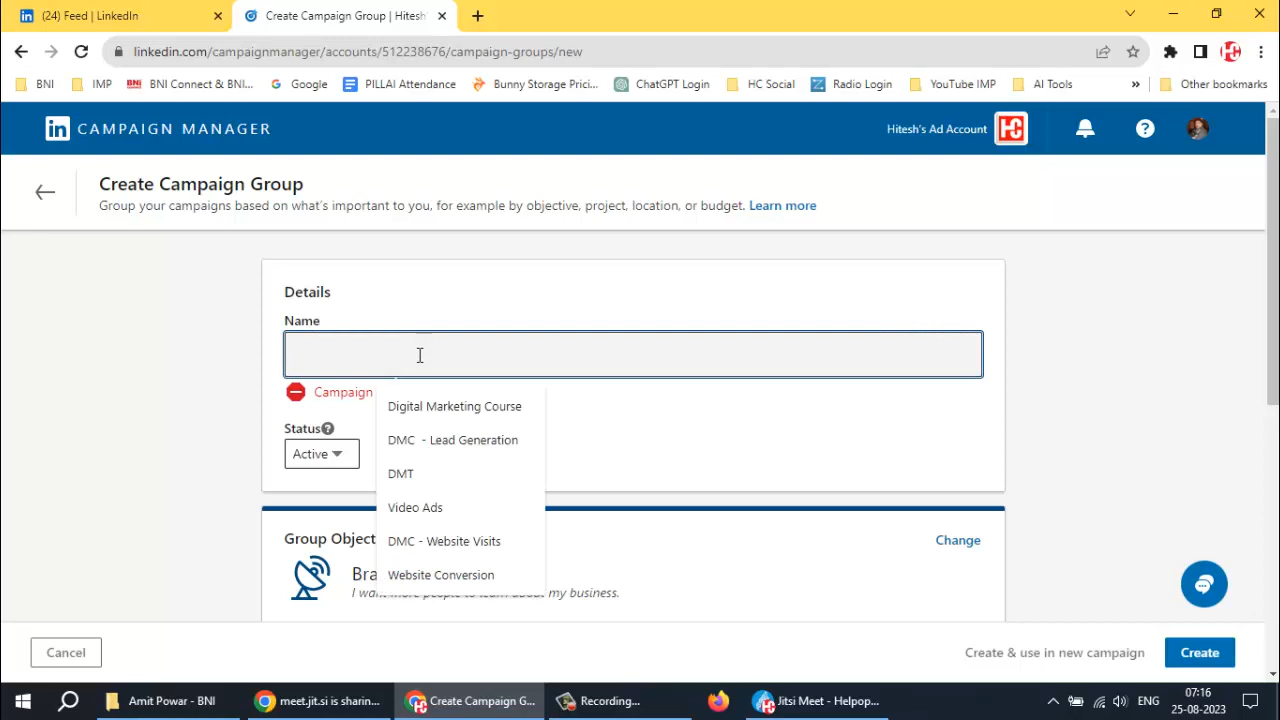 (24) Feed | LinkedIn
Create Campaign Group | Hitesh'
linkedin.com/campaignmanager/accounts/512238676/campaign-groups/new
BNI
IMP
BNI Connect & BNI...
Google
PILLAI Attendance
Bunny Storage Prici...
ChatGPT Login
HC Social
Radio Login
YouTube IMP
AI Tools
»
Other bookmarks
in CAMPAIGN MANAGER
Hitesh's Ad Account
HC
Create Campaign Group
Group your campaigns based on what's important to you, for example by objective, project, location, or budget. Learn more
Details
Name
Campaign
Digital Marketing Course
DMC - Lead Generation
DMT
Video Ads
DMC - Website Visits
Website Conversion
Status
Active
Group Object
Change
Bra
my business.
Cancel
Create & use in new campaign
Create
Amit Powar - BNI
meet.jit.si is sharin...
Create Campaign G...
Recording...
Jitsi Meet - Helpop...
ENG
07:16
25-08-2023